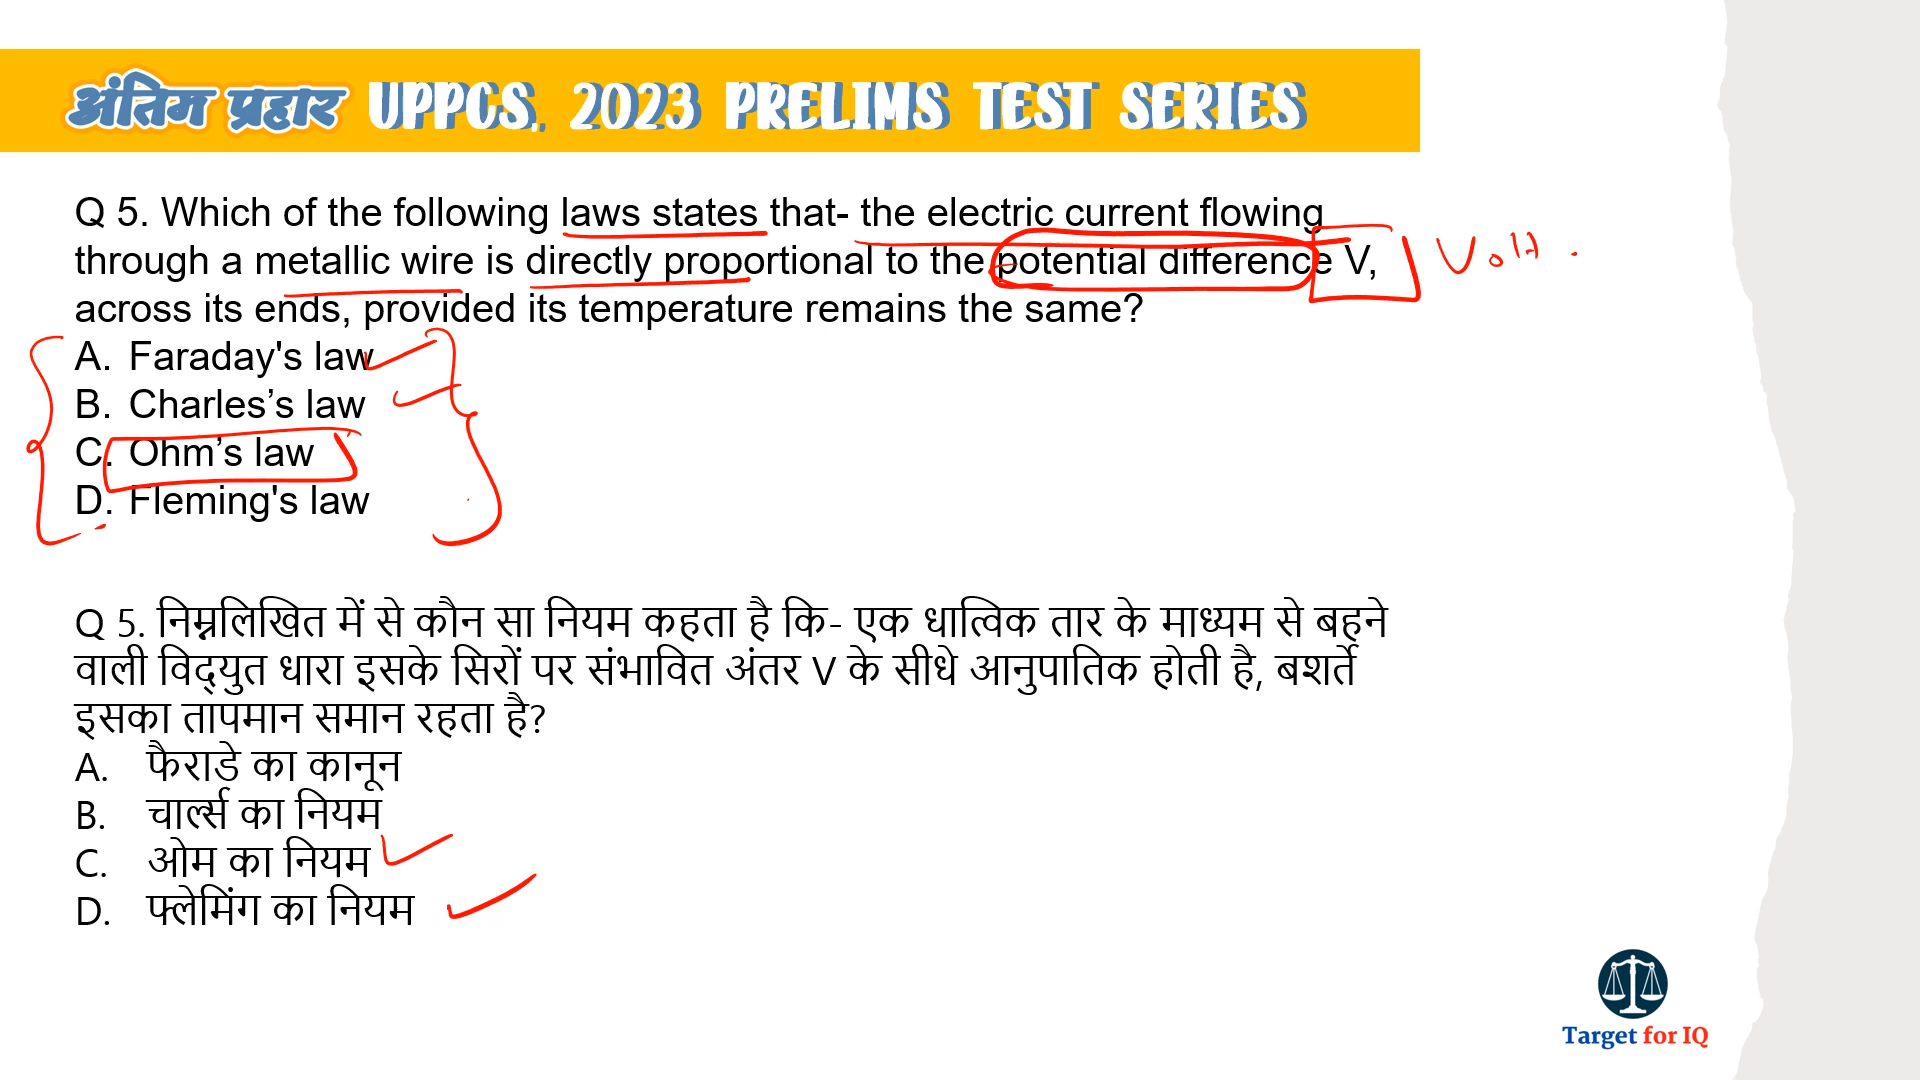 अंतिम प्रहार UPPCS, 2023 PRELIMS TEST SERIES
Q 5. Which of the following laws states that- the electric current flowing
through a metallic wire is directly proportional to the potential difference V,
across its ends, provided its temperature remains the same?
Volt.
A. Faraday's law
B. Charles’s law
C. Ohm’s law
D. Fleming's law
Q 5. निम्नलिखित में से कौन सा नियम कहता है कि- एक धात्विक तार के माध्यम से बहने
वाली विद्युत धारा इसके सिरों पर संभावित अंतर V के सीधे आनुपातिक होती है, बशर्ते
इसका तापमान समान रहता है?
A. फैराडे का कानून
B. चार्ल्स का नियम
C. ओम का नियम
D. फ्लेमिंग का नियम
Target for IQ